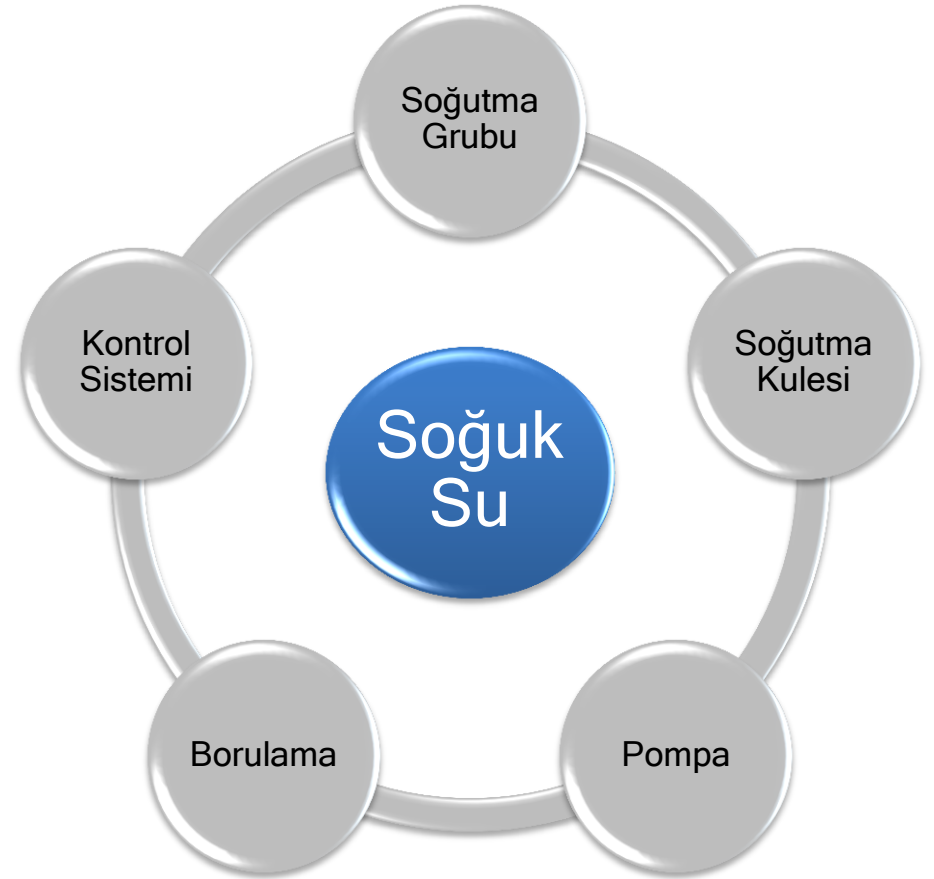 Soğutma
Grubu
Kontrol
Sistemi
Soğutma
Kulesi
Soğuk
Su
Borulama
Pompa